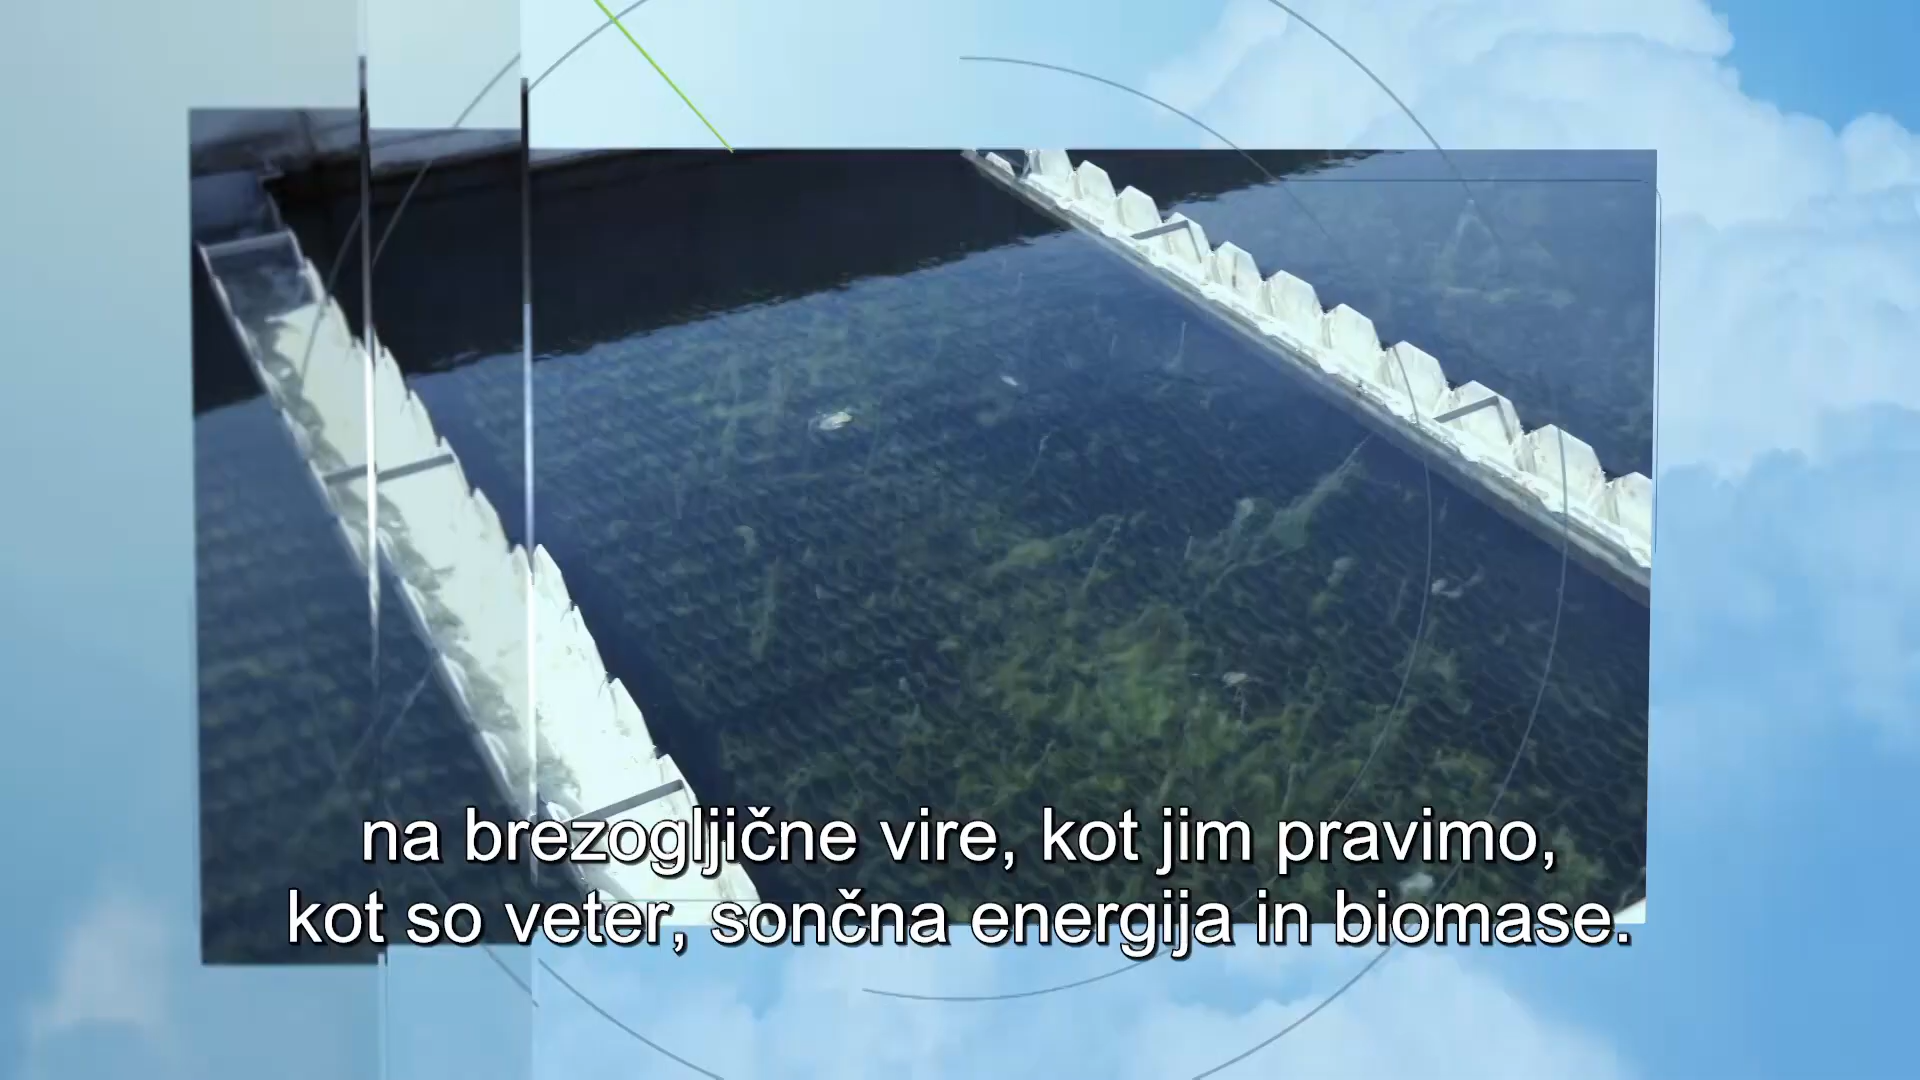 na brezogljične vire, kot jim pravimo,
kot so veter, sončna energija in biomase.